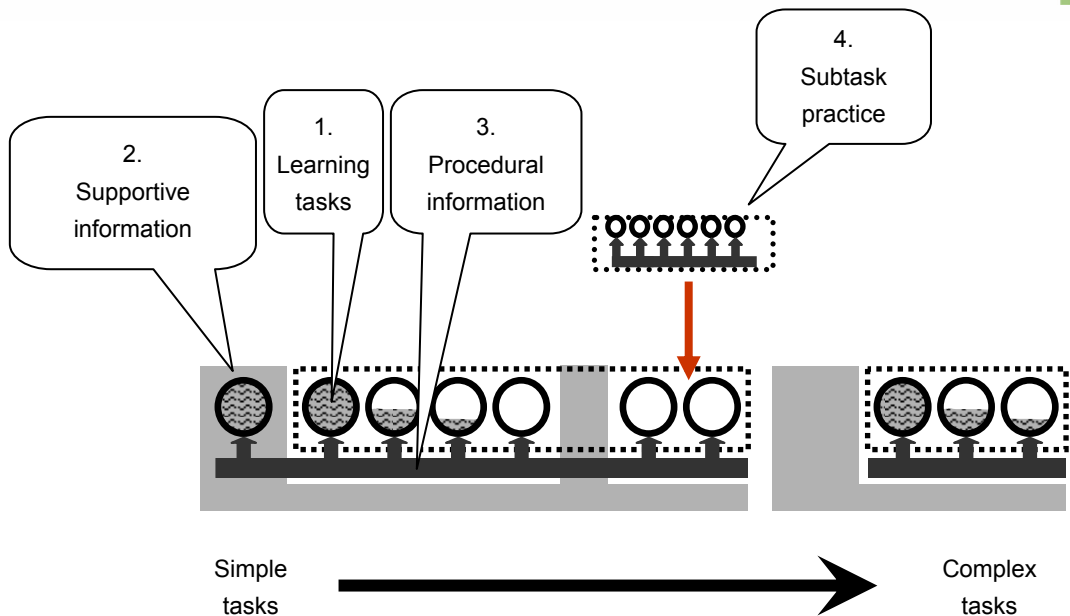 2.
Supportive
information
1.
Learning
tasks
3.
Procedural
information
4.
Subtask
practice
Simple
tasks
Complex
tasks